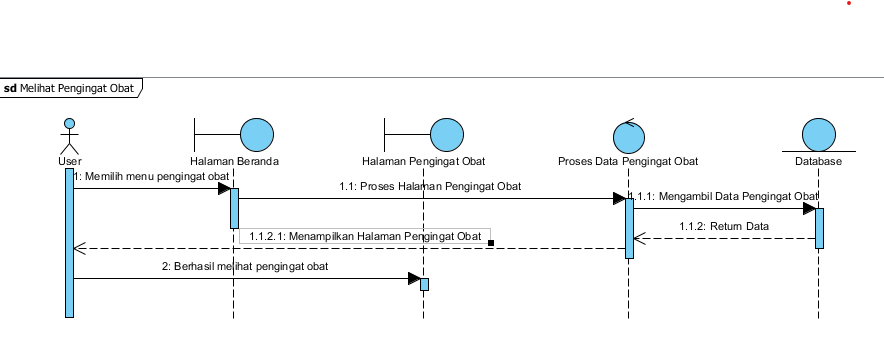 sd Melihat Pengingat Obat
User
Halaman Beranda
Halaman Pengingat Obat
Proses Data Pengingat Obat
Database
1: Memilih menu pengingat obat
1.1: Proses Halaman Pengingat Obat
1.1.1: Mengambil Data Pengingat Obat
1.1.2: Return Data
1.1.2.1: Menampilkan Halaman Pengingat Obat
2: Berhasil melihat pengingat obat